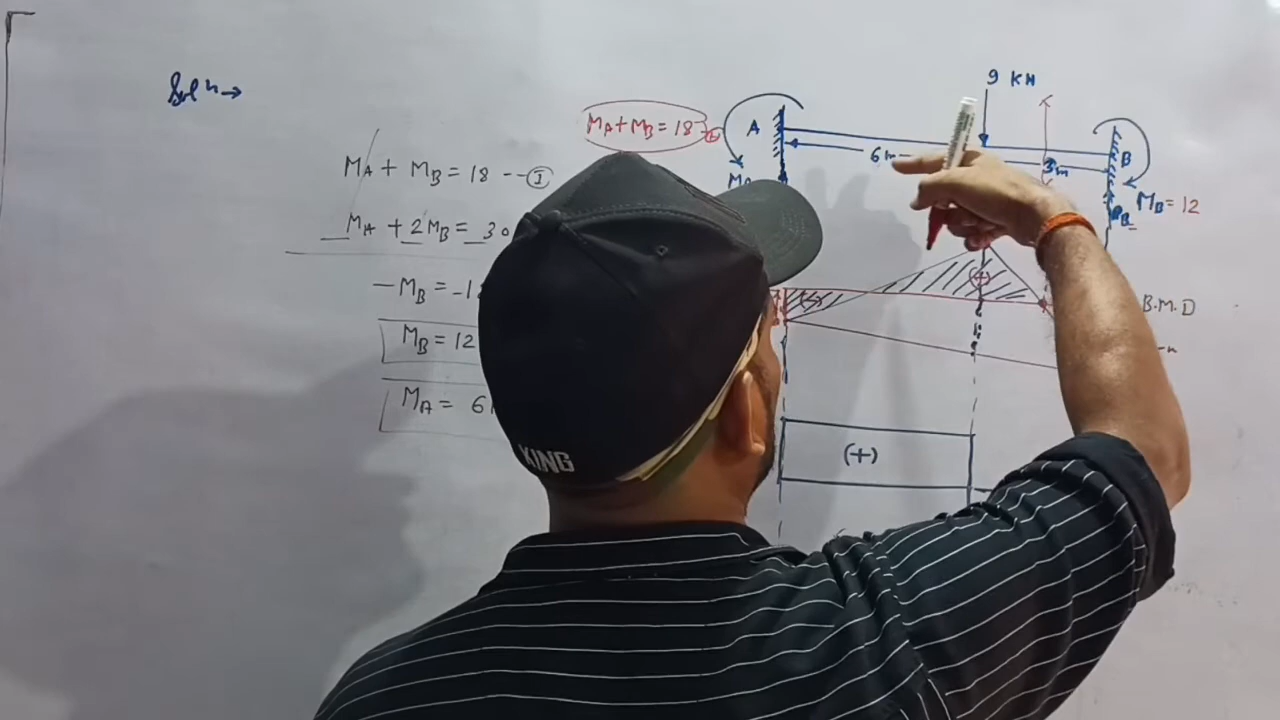 Solⁿ →
MA + MB = 18 -- I
MA + 2MB = 30
- MB = -1
MB = 12
MA = 6
MA + MB = 18
9 KN
A
6m
3m
B
MB = 12
RB
(-)
(+)
B.M.D
(+)
KING